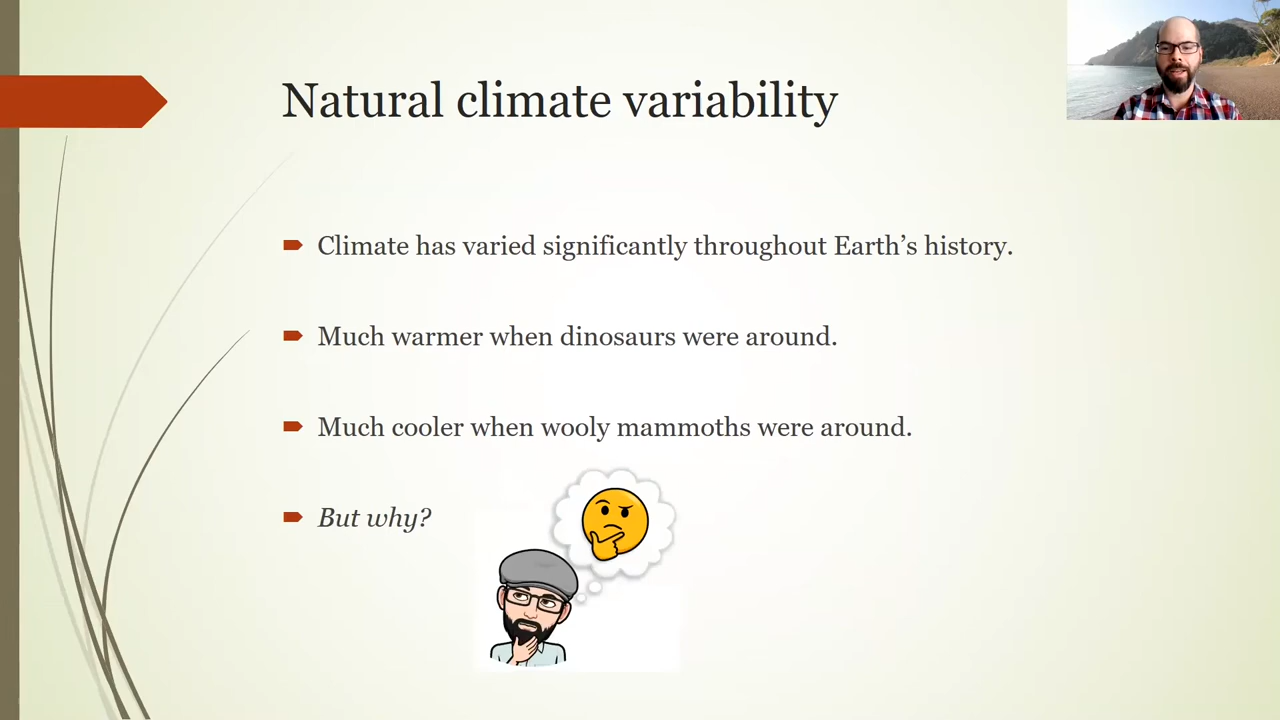 Natural climate variability
Climate has varied significantly throughout Earth’s history.
Much warmer when dinosaurs were around.
Much cooler when wooly mammoths were around.
But why?